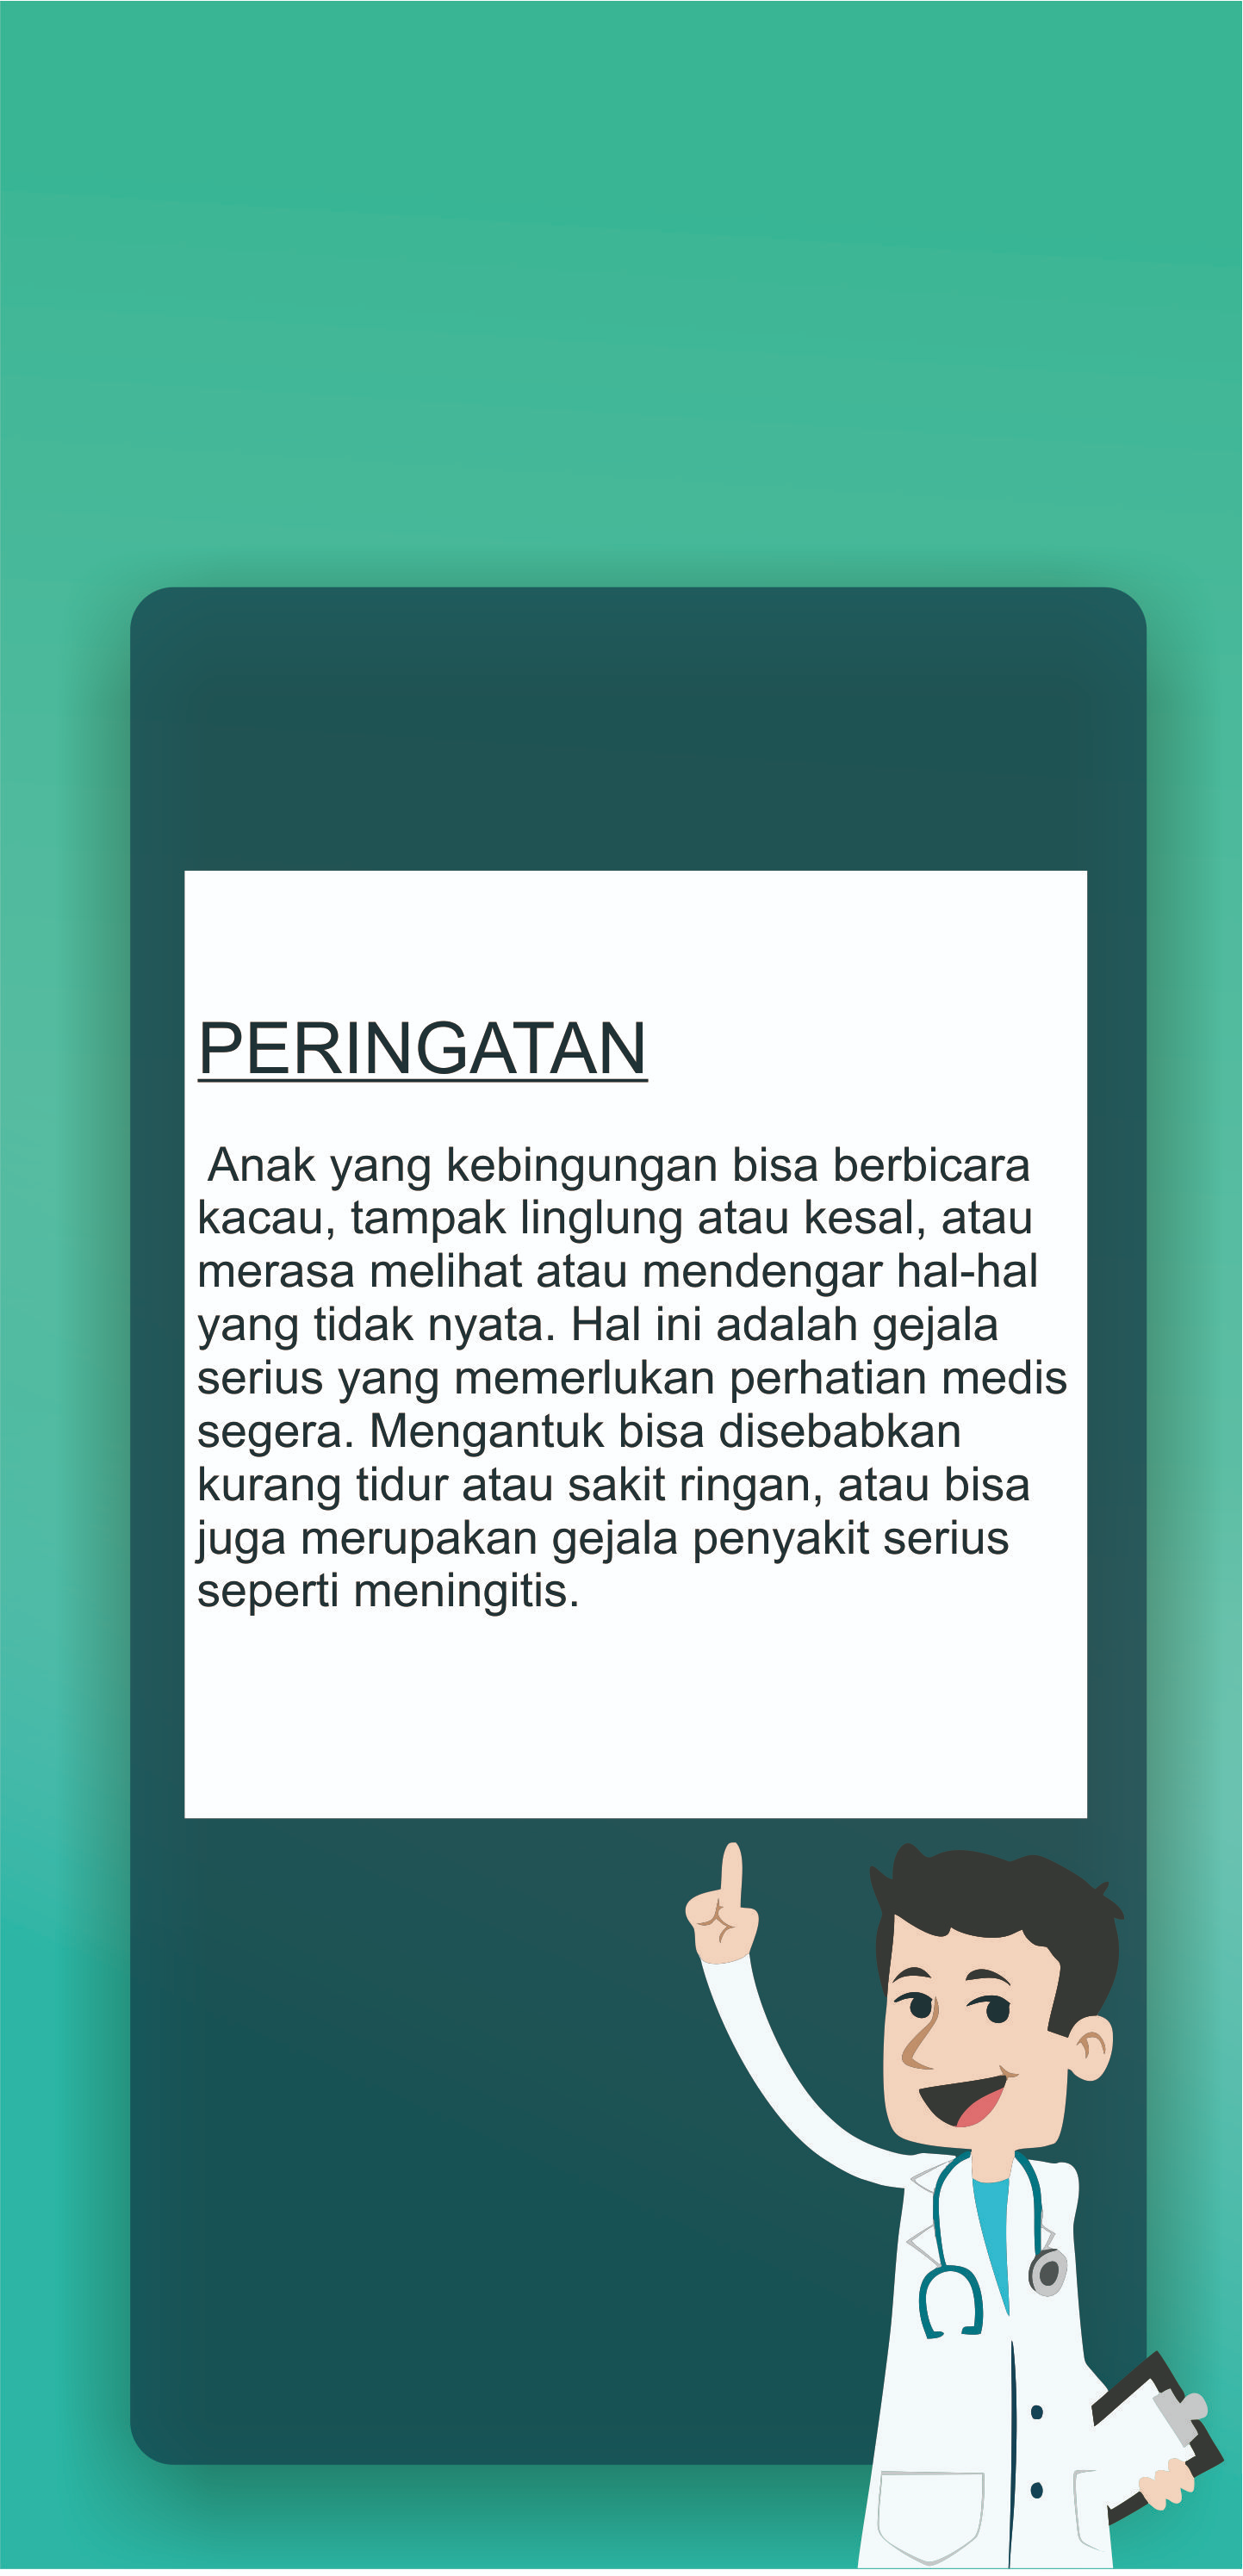 PERINGATAN
Anak yang kebingungan bisa berbicara
kacau, tampak linglung atau kesal, atau
merasa melihat atau mendengar hal-hal
yang tidak nyata. Hal ini adalah gejala
serius yang memerlukan perhatian medis
segera. Mengantuk bisa disebabkan
kurang tidur atau sakit ringan, atau bisa
juga merupakan gejala penyakit serius
seperti meningitis.